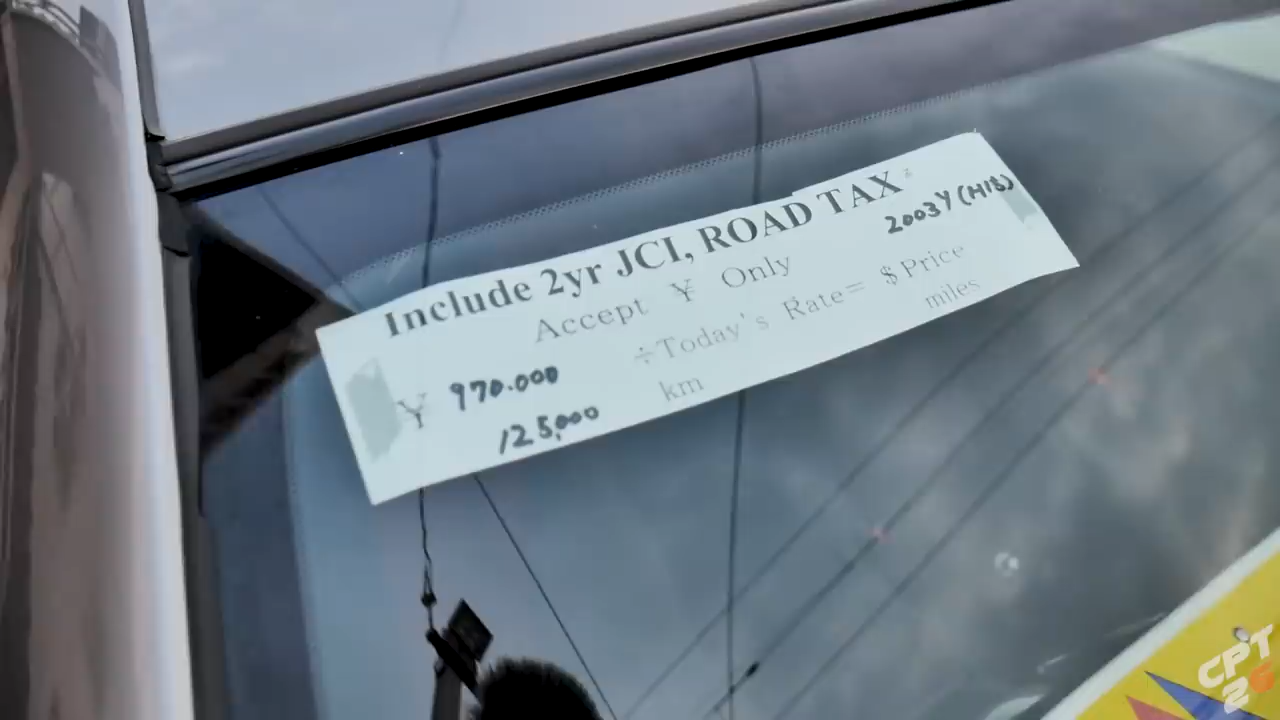 Include 2yr JCI, ROAD TAX
2003Y (H15)
Accept ¥ Only
¥ 970.000 ÷Today's Rate= $ Price
125,000 km miles
CPT
26